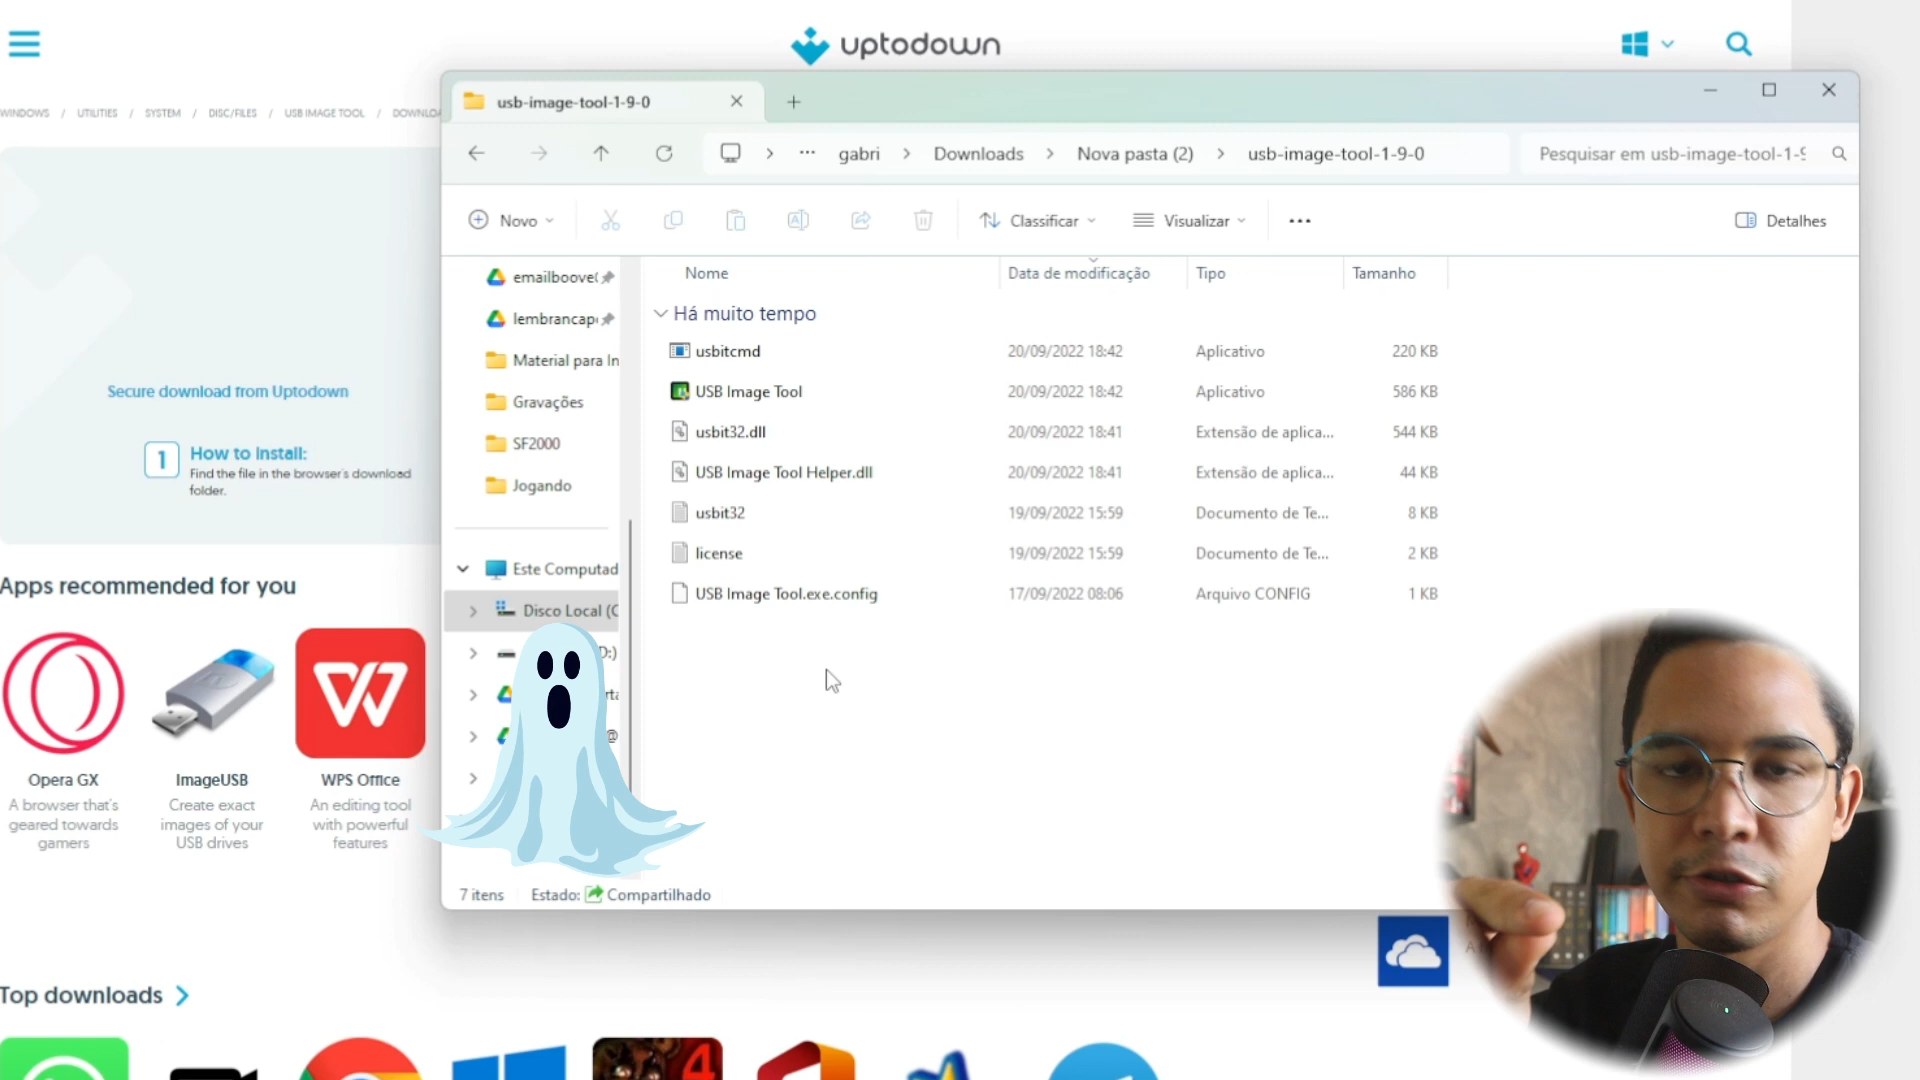 uptodown
WINDOWS / UTILITIES / SYSTEM / DISC/FILES / USB IMAGE TOOL /
usb-image-tool-1-9-0
gabri > Downloads > Nova pasta (2) > usb-image-tool-1-9-0
Pesquisar em usb-image-tool-1-9
Novo
Classificar
Visualizar
Detalhes
Secure download from Uptodown
1
How to install:
Find the file in the browser's download
folder.
Apps recommended for you
Opera GX
A browser that's
geared towards
gamers
ImageUSB
Create exact
images of your
USB drives
WPS Office
An editing tool
with powerful
features
Top downloads
emailboove
lembrancap
Material para In
Gravações
SF2000
Jogando
Este Computad
Disco Local (C
D:)
Nome Data de modificação Tipo Tamanho
Há muito tempo
usbitcmd 20/09/2022 18:42 Aplicativo 220 KB
USB Image Tool 20/09/2022 18:42 Aplicativo 586 KB
usbit32.dll 20/09/2022 18:41 Extensão de aplica... 544 KB
USB Image Tool Helper.dll 20/09/2022 18:41 Extensão de aplica... 44 KB
usbit32 19/09/2022 15:59 Documento de Te... 8 KB
license 19/09/2022 15:59 Documento de Te... 2 KB
USB Image Tool.exe.config 17/09/2022 08:06 Arquivo CONFIG 1 KB
7 itens Estado: Compartilhado
4